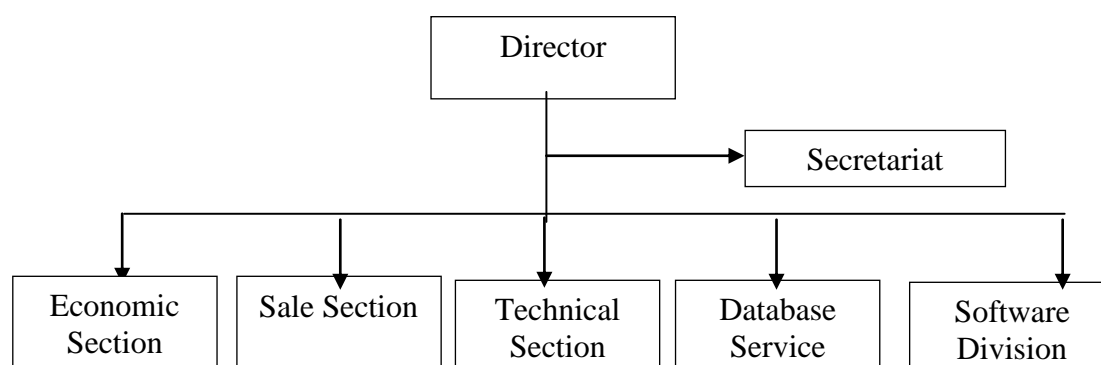 Director
Secretariat
Economic
Section
Sale Section
Technical
Section
Database
Service
Software
Division